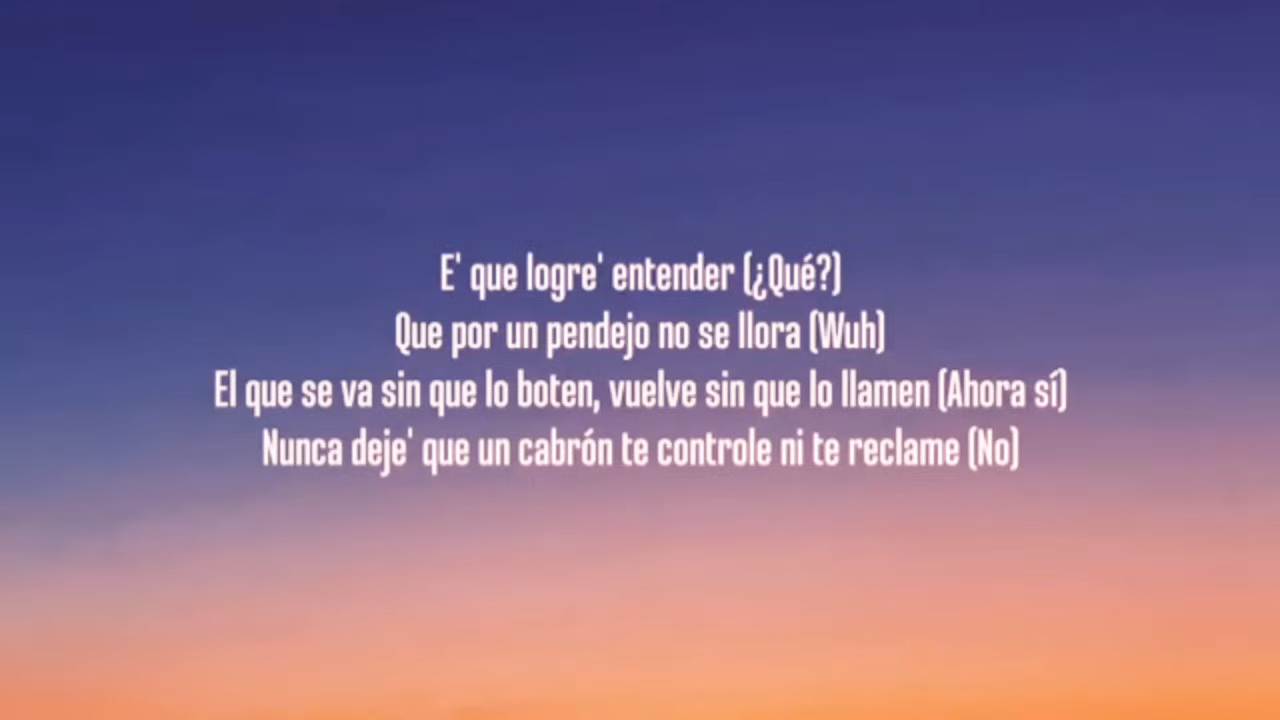 E' que logre' entender (¿Qué?)
Que por un pendejo no se llora (Wuh)
El que se va sin que lo boten, vuelve sin que lo llamen (Ahora sí)
Nunca deje' que un cabrón te controle ni te reclame (No)